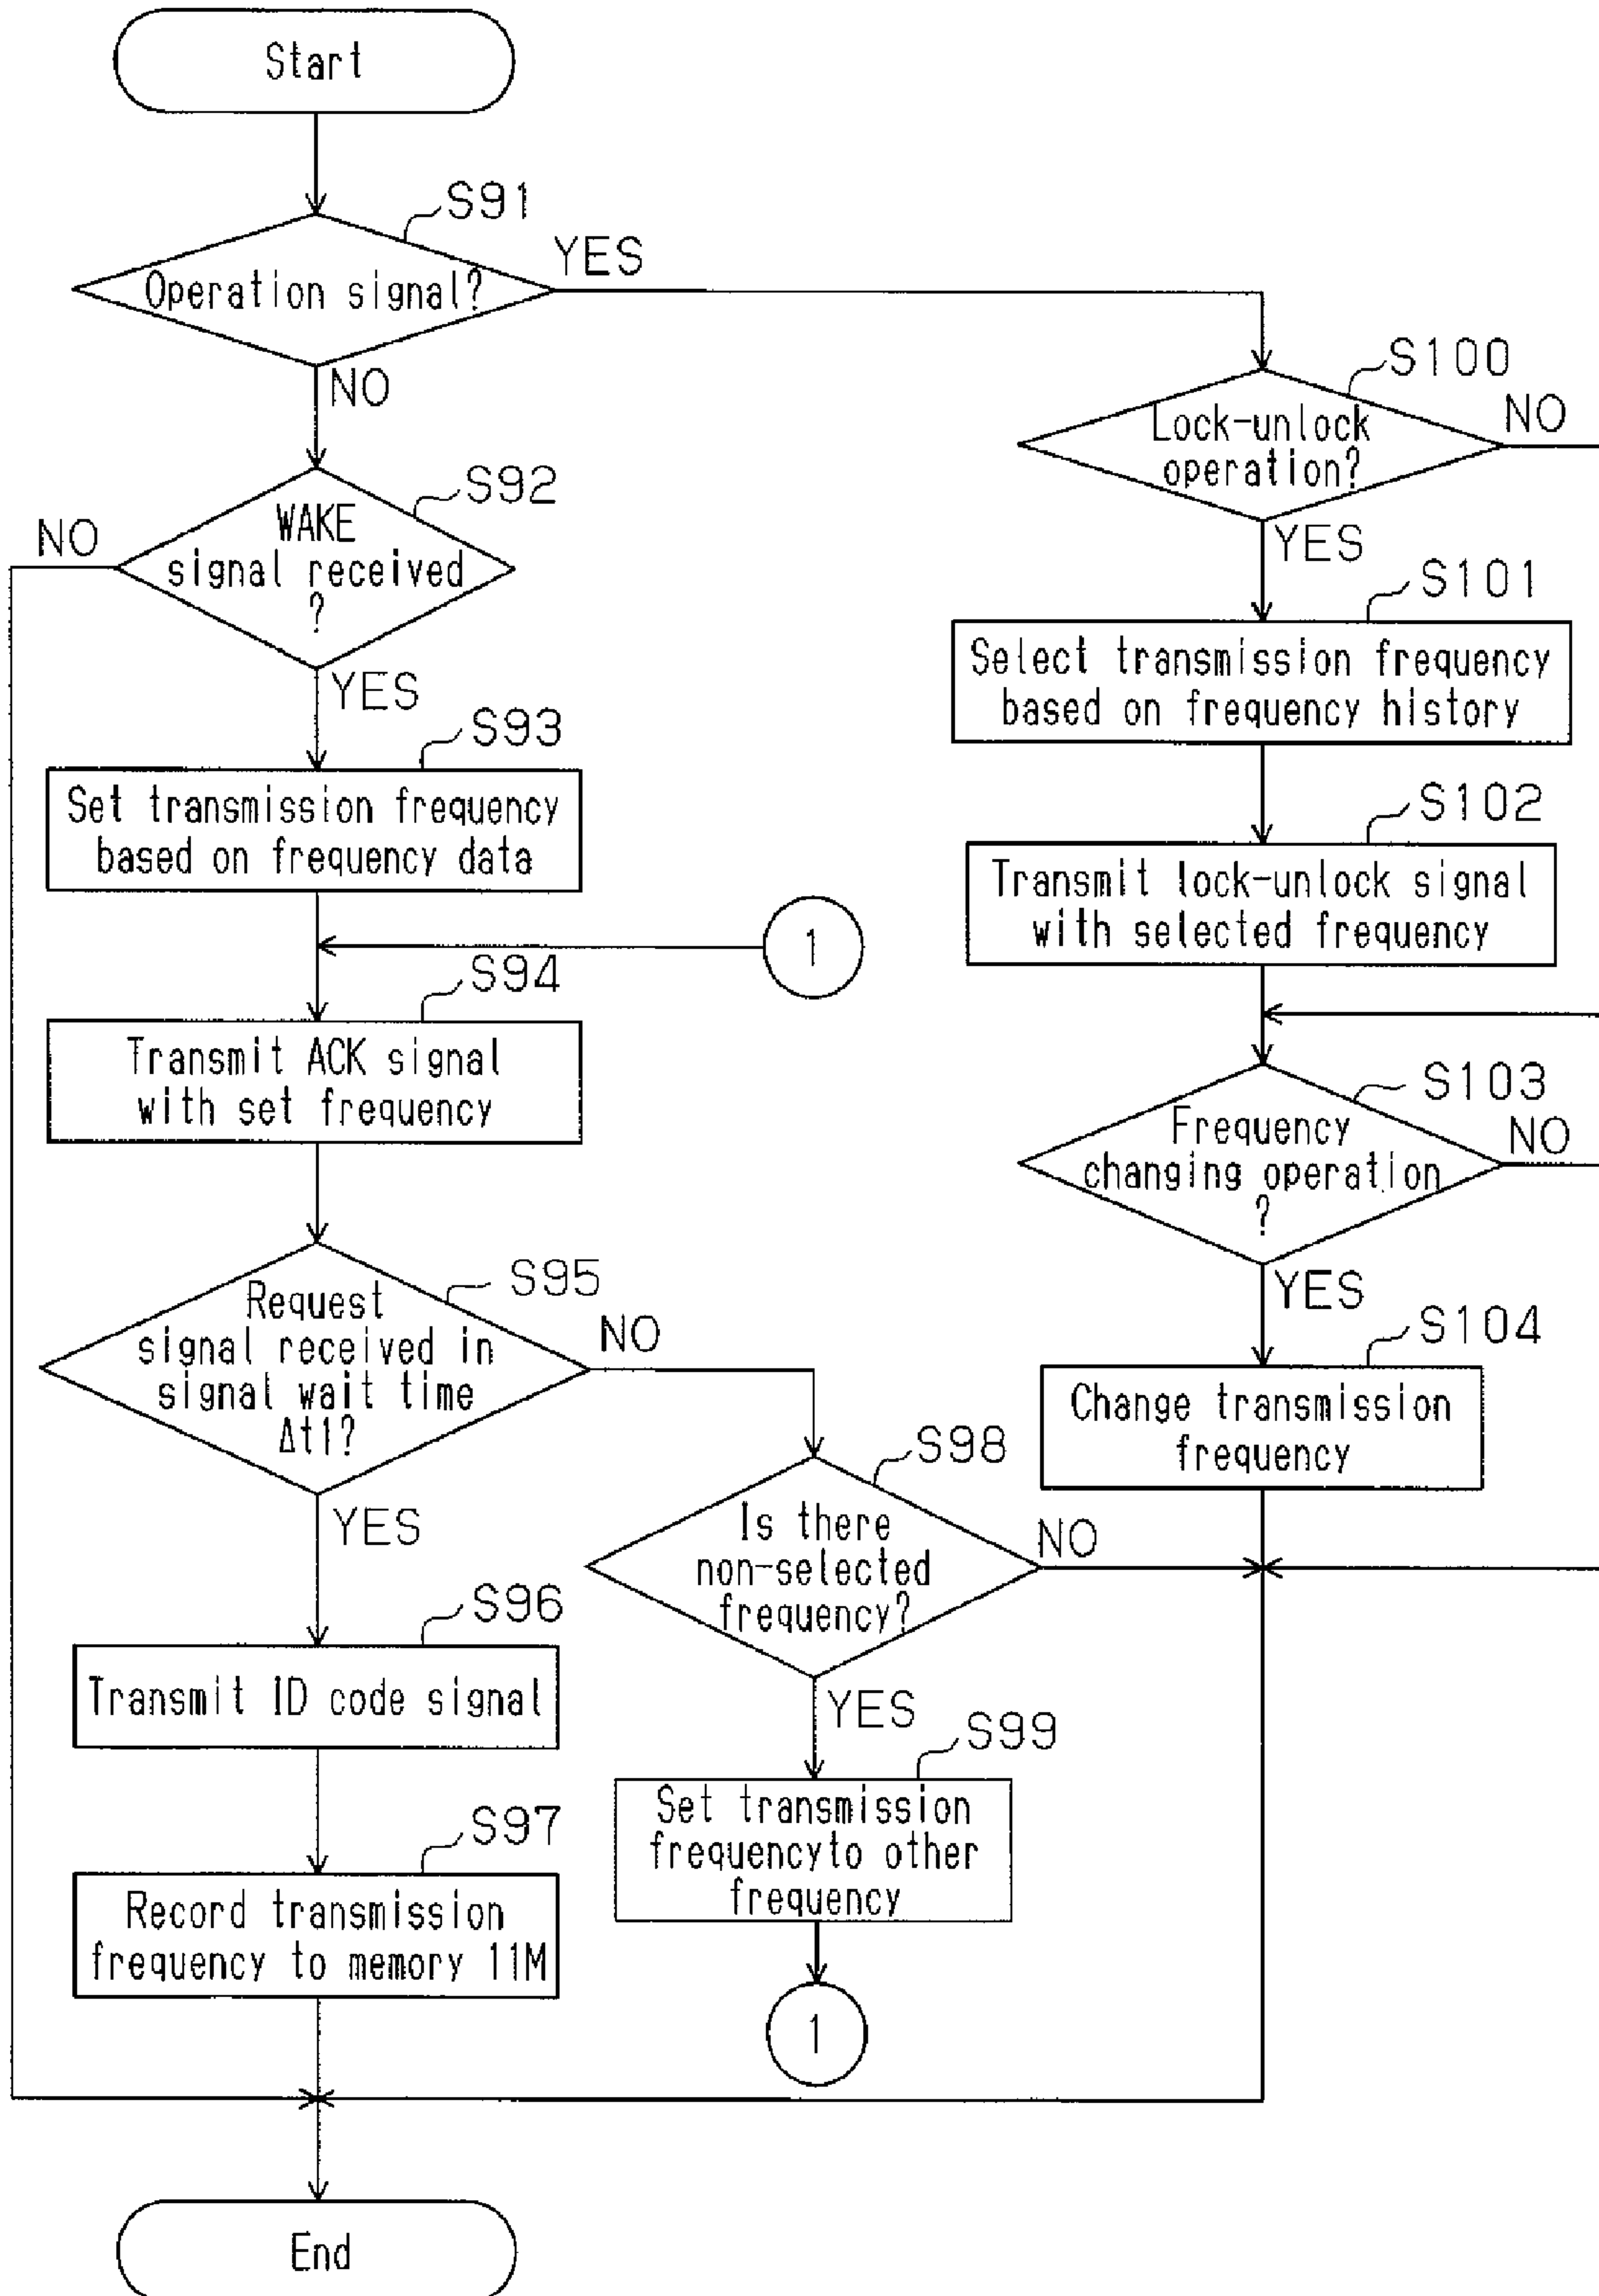 Start
S91
Operation signal?
YES
NO
S92
WAKE
signal received
?
NO
YES
S93
Set transmission frequency
based on frequency data
1
S94
Transmit ACK signal
with set frequency
S95
Request
signal received in
signal wait time
Δt1?
NO
YES
S96
Transmit ID code signal
S97
Record transmission
frequency to memory 11M
S98
Is there
non-selected
frequency?
NO
YES
S99
Set transmission
frequencyto other
frequency
1
S100
Lock-unlock
operation?
NO
YES
S101
Select transmission frequency
based on frequency history
S102
Transmit lock-unlock signal
with selected frequency
S103
Frequency
changing operation
?
NO
YES
S104
Change transmission
frequency
End